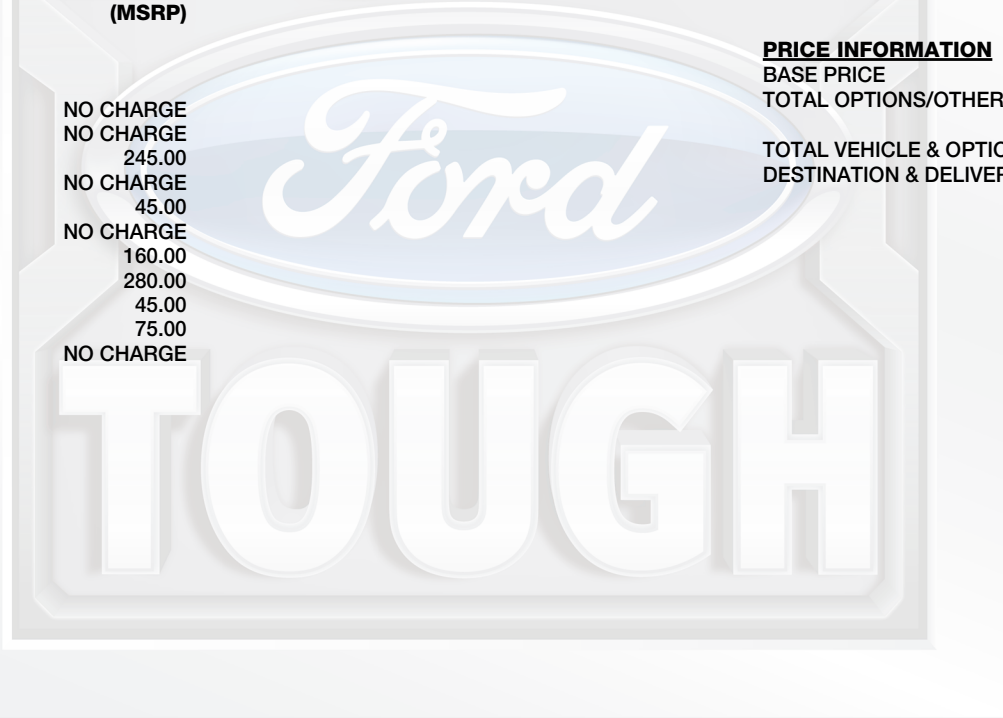 (MSRP)
NO CHARGE
NO CHARGE
245.00
NO CHARGE
45.00
NO CHARGE
160.00
280.00
45.00
75.00
NO CHARGE
PRICE INFORMATION
BASE PRICE
TOTAL OPTIONS/OTHER
TOTAL VEHICLE & OPTIO
DESTINATION & DELIVER
Ford
TOUGH